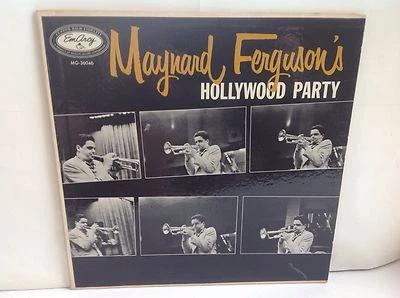 EmArcy
MG-36046
Maynard Ferguson's
HOLLYWOOD PARTY